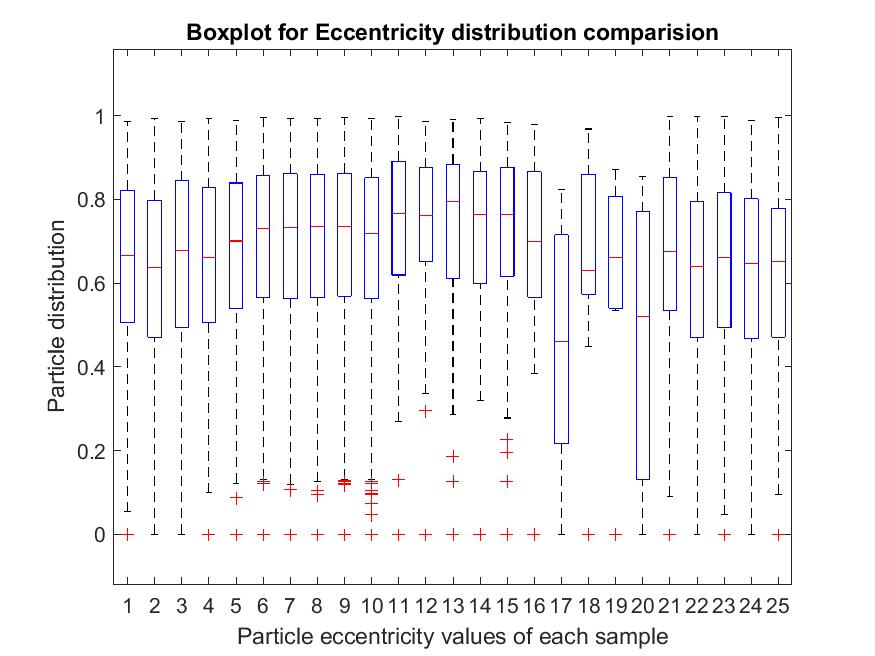 Boxplot for Eccentricity distribution comparision
1
0.8
0.6
0.4
0.2
0
Particle distribution
1 2 3 4 5 6 7 8 9 10 11 12 13 14 15 16 17 18 19 20 21 22 23 24 25
Particle eccentricity values of each sample